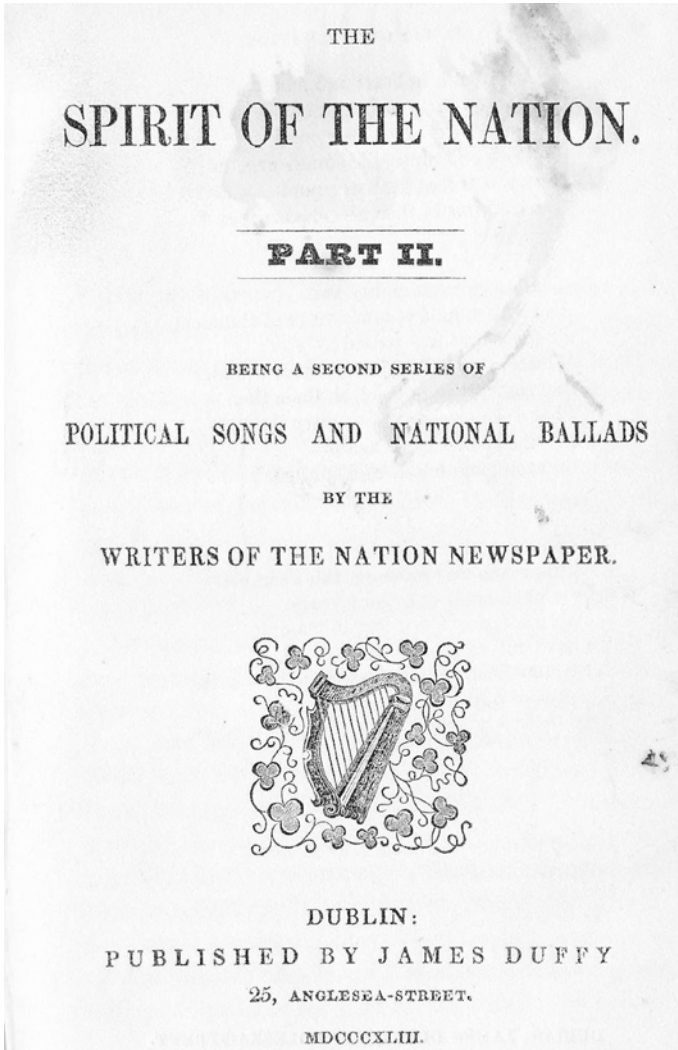 THE
SPIRIT OF THE NATION.
PART II.
BEING A SECOND SERIES OF
POLITICAL SONGS AND NATIONAL BALLADS
BY THE
WRITERS OF THE NATION NEWSPAPER.
DUBLIN:
PUBLISHED BY JAMES DUFFY
25, ANGLESEA-STREET.
MDCCCXLIII.